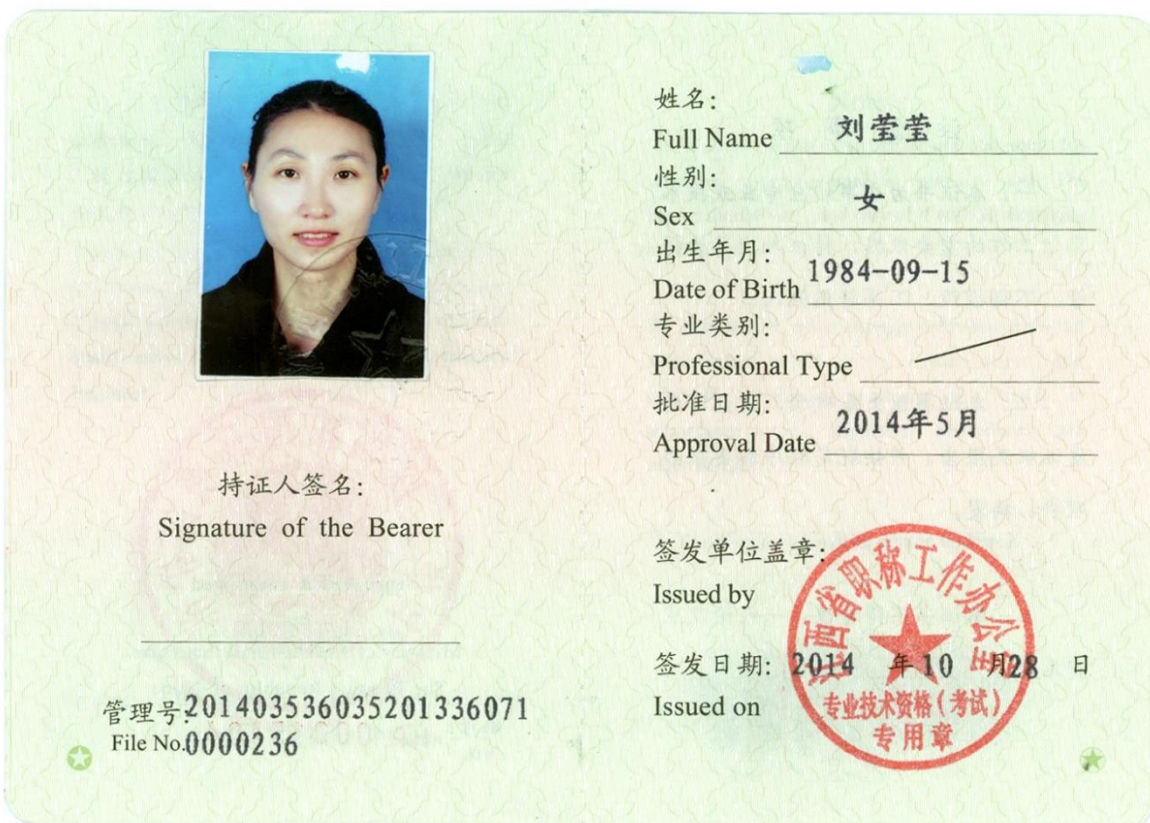 持证人签名:
Signature of the Bearer
管理号:2014035360352013360​71
File No.0000236
姓名:
Full Name 刘莹莹
性别:
Sex 女
出生年月:
Date of Birth 1984-09-15
专业类别:
Professional Type
批准日期:
Approval Date 2014年5月
签发单位盖章:
Issued by
江西省职称工作办公室
专业技术资格(考试)
专用章
签发日期: 2014 年 10 月 28 日
Issued on